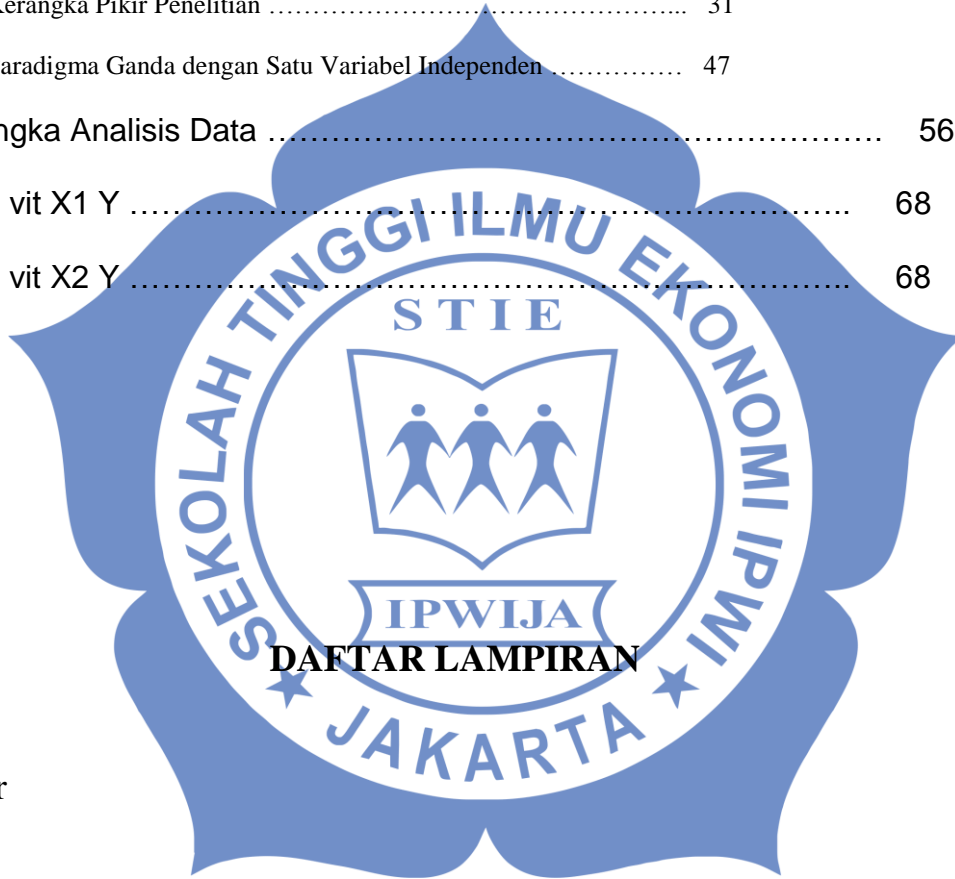 Kerangka Pikir Penelitian ……………………………………... 31
aradigma Ganda dengan Satu Variabel Independen …………… 47
ngka Analisis Data ………………………………………………… 56
vit X1 Y ………………………………………………………….. 68
vit X2 Y ………………………………………………………….. 68
SEKOLAH TINGGI ILMU EKONOMI IPWI
STIE
IPWIJA
DAFTAR LAMPIRAN
★ JAKARTA ★
r